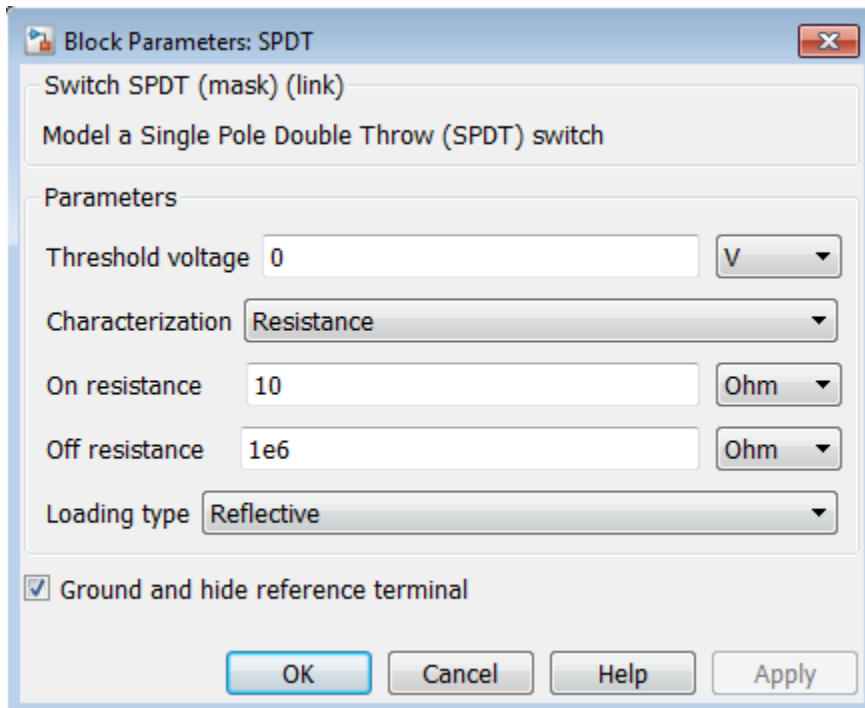 Block Parameters: SPDT
Switch SPDT (mask) (link)
Model a Single Pole Double Throw (SPDT) switch
Parameters
Threshold voltage 0 V
Characterization Resistance
On resistance 10 Ohm
Off resistance 1e6 Ohm
Loading type Reflective
Ground and hide reference terminal
OK Cancel Help Apply